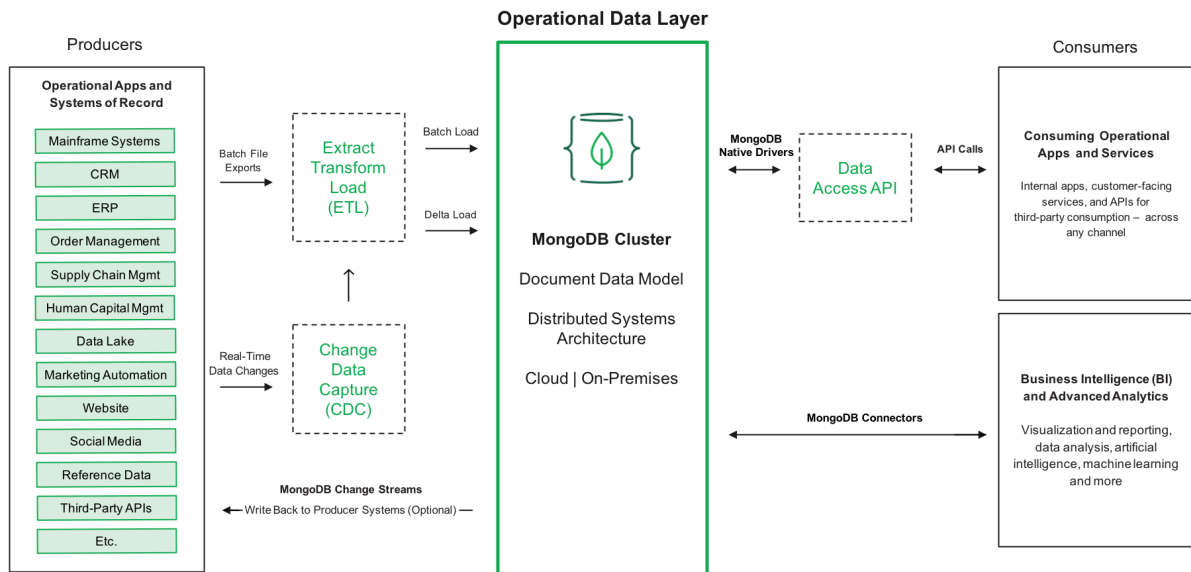 Operational Data Layer
Producers
Operational Apps and
Systems of Record
Mainframe Systems
CRM
ERP
Order Management
Supply Chain Mgmt
Human Capital Mgmt
Data Lake
Marketing Automation
Website
Social Media
Reference Data
Third-Party APIs
Etc.
Batch File
Exports
Real-Time
Data Changes
Extract
Transform
Load
(ETL)
Change
Data
Capture
(CDC)
Batch Load
Delta Load
MongoDB Change Streams
Write Back to Producer Systems (Optional)
MongoDB Cluster
Document Data Model
Distributed Systems
Architecture
Cloud | On-Premises
MongoDB
Native Drivers
Data
Access API
API Calls
MongoDB Connectors
Consumers
Consuming Operational
Apps and Services
Internal apps, customer-facing
services, and APIs for
third-party consumption – across
any channel
Business Intelligence (BI)
and Advanced Analytics
Visualization and reporting,
data analysis, artificial
intelligence, machine learning
and more